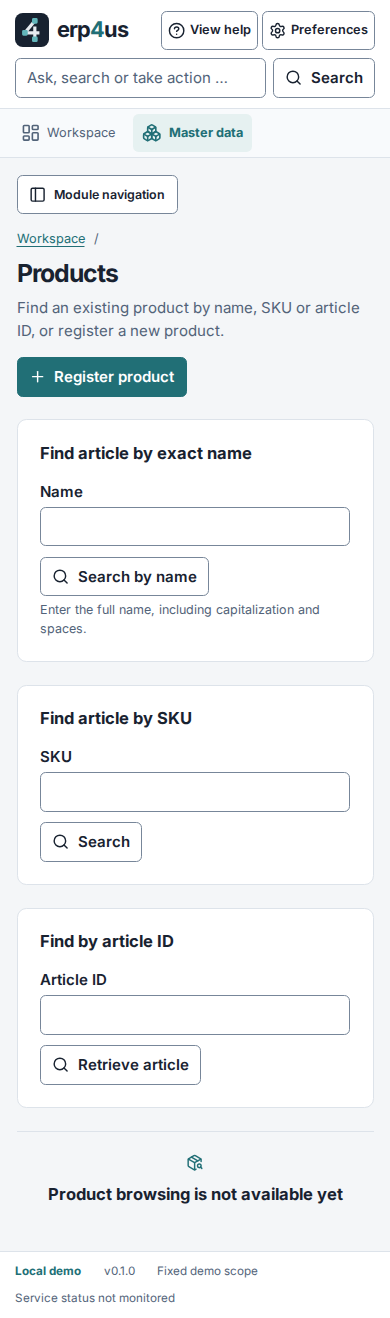 erp4us
View help
Preferences
Ask, search or take action ...
Search
Workspace
Master data
Module navigation
Workspace /
Products
Find an existing product by name, SKU or article
ID, or register a new product.
Register product
Find article by exact name
Name
Search by name
Enter the full name, including capitalization and
spaces.
Find article by SKU
SKU
Search
Find by article ID
Article ID
Retrieve article
Product browsing is not available yet
Local demo
v0.1.0
Fixed demo scope
Service status not monitored